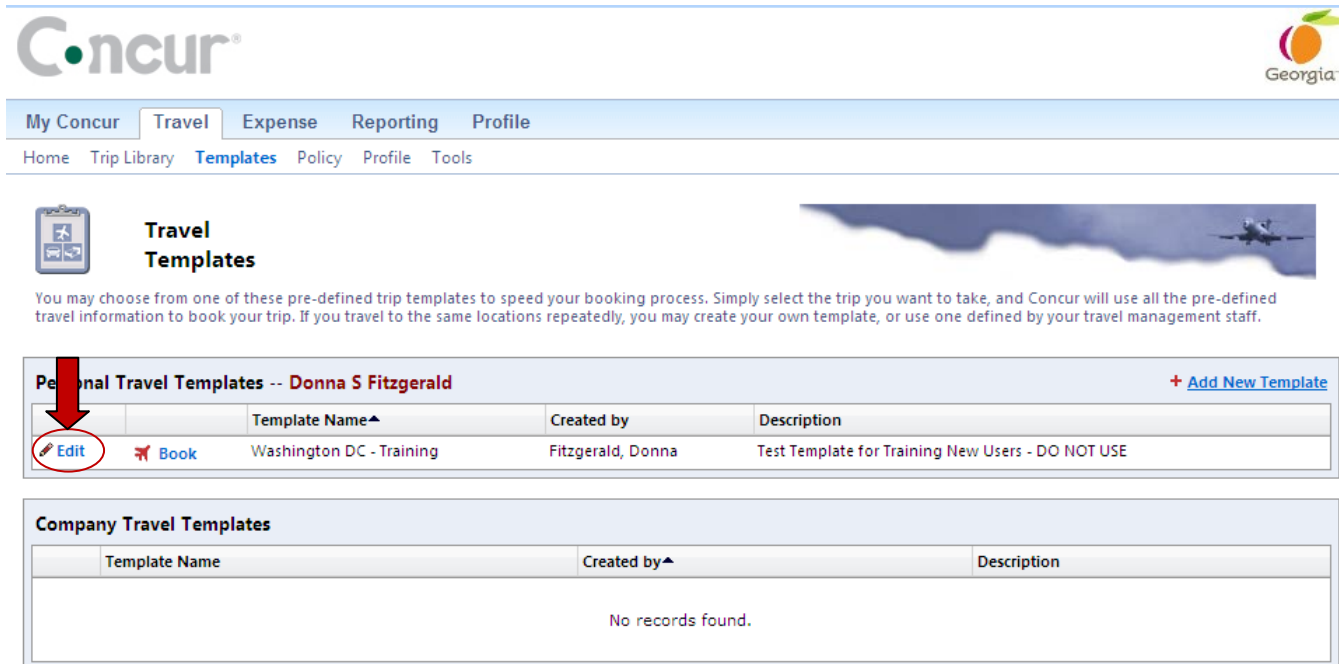 Concur®
Georgia
My Concur Travel Expense Reporting Profile
Home Trip Library Templates Policy Profile Tools
Travel
Templates
You may choose from one of these pre-defined trip templates to speed your booking process. Simply select the trip you want to take, and Concur will use all the pre-defined
travel information to book your trip. If you travel to the same locations repeatedly, you may create your own template, or use one defined by your travel management staff.
Travel Templates -- Donna S Fitzgerald + Add New Template
Template Name Created by Description
Edit Book Washington DC - Training Fitzgerald, Donna Test Template for Training New Users - DO NOT USE
Company Travel Templates
Template Name Created by Description
No records found.